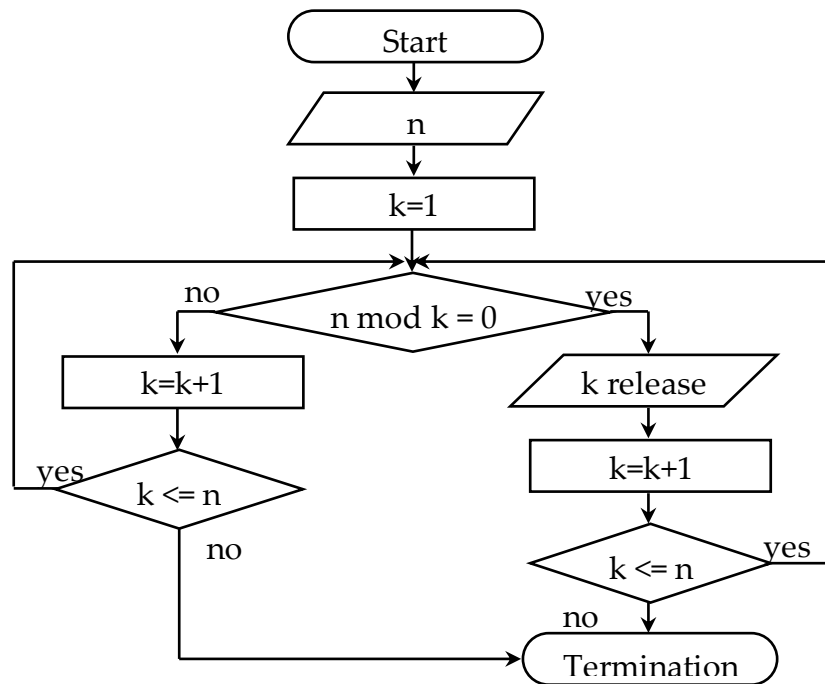 Start
n
k=1
no
yes
n mod k = 0
k=k+1
k release
yes
k <= n
k=k+1
no
k <= n
yes
no
Termination